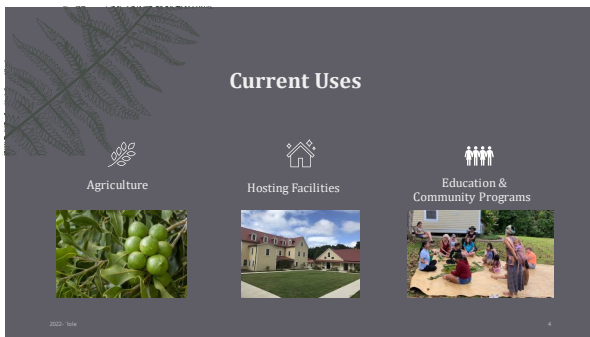 Current Uses
Agriculture
Hosting Facilities
Education &
Community Programs
4